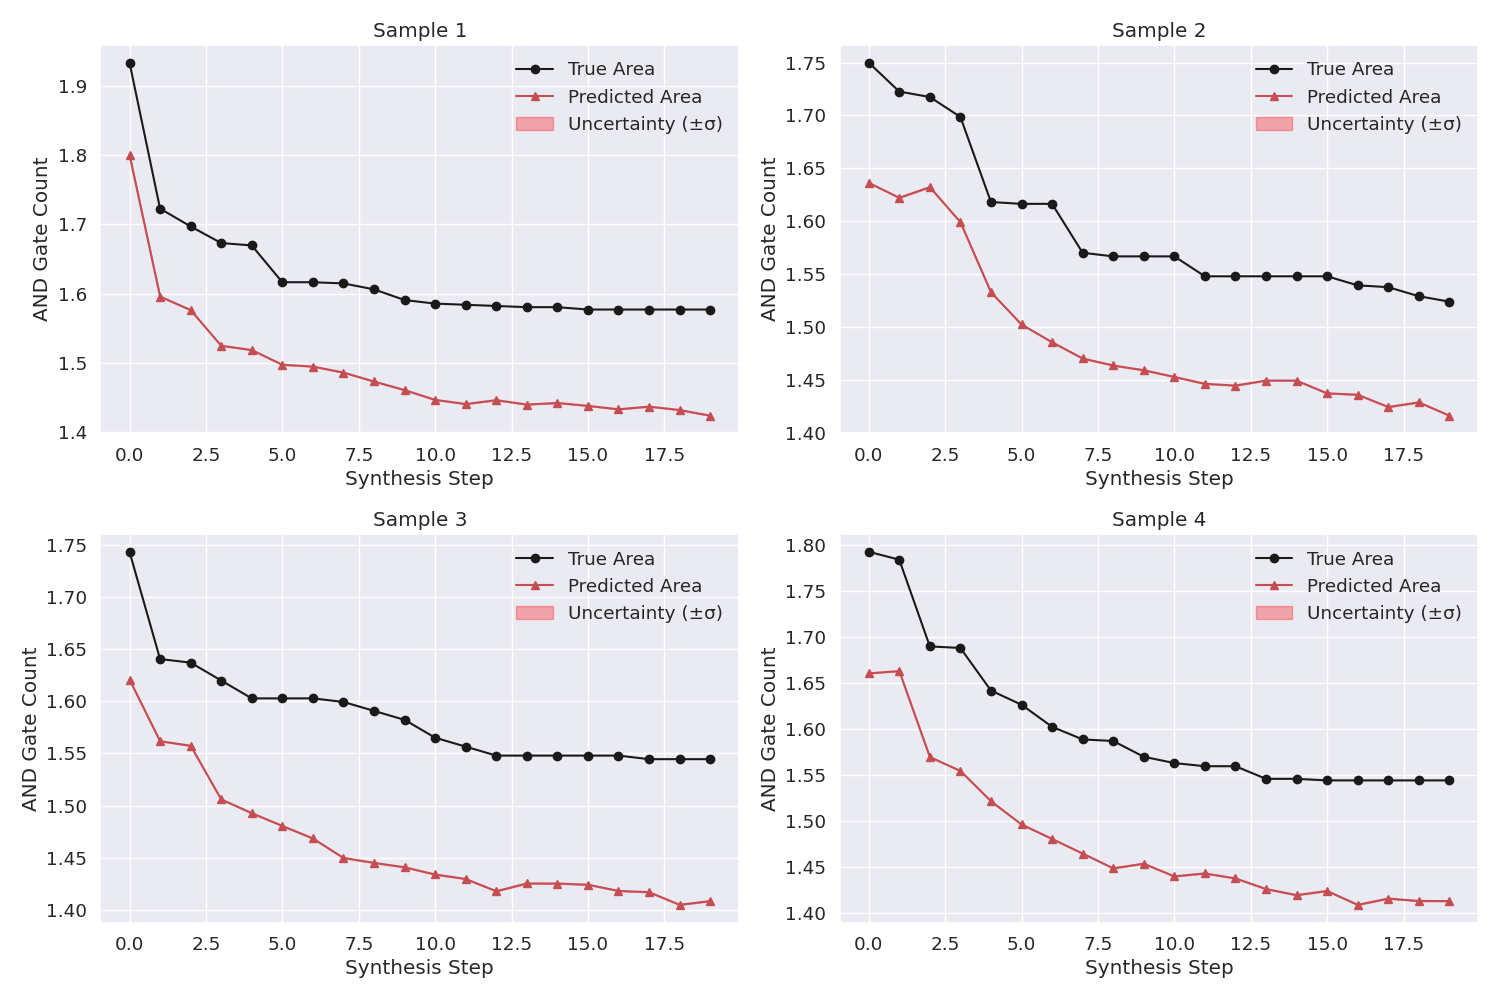 Sample 1
True Area
Predicted Area
Uncertainty (±σ)
AND Gate Count
1.9
1.8
1.7
1.6
1.5
1.4
0.0 2.5 5.0 7.5 10.0 12.5 15.0 17.5
Synthesis Step
Sample 2
True Area
Predicted Area
Uncertainty (±σ)
AND Gate Count
1.75
1.70
1.65
1.60
1.55
1.50
1.45
1.40
0.0 2.5 5.0 7.5 10.0 12.5 15.0 17.5
Synthesis Step
Sample 3
True Area
Predicted Area
Uncertainty (±σ)
AND Gate Count
1.75
1.70
1.65
1.60
1.55
1.50
1.45
1.40
0.0 2.5 5.0 7.5 10.0 12.5 15.0 17.5
Synthesis Step
Sample 4
True Area
Predicted Area
Uncertainty (±σ)
AND Gate Count
1.80
1.75
1.70
1.65
1.60
1.55
1.50
1.45
1.40
0.0 2.5 5.0 7.5 10.0 12.5 15.0 17.5
Synthesis Step